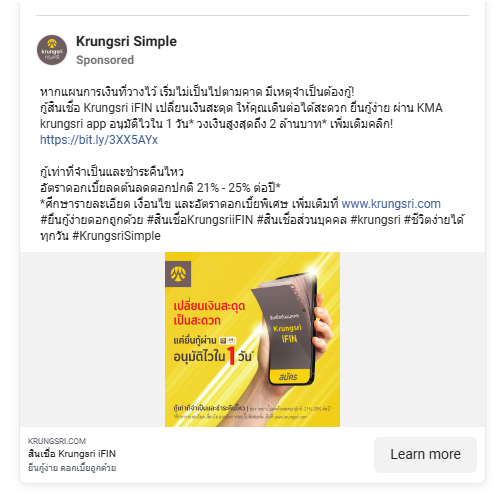 Krungsri Simple
Sponsored
หากแผนการเงินที่วางไว้ เริ่มไม่เป็นไปตามคาด มีเหตุจำเป็นต้องกู้!
กู้สินเชื่อ Krungsri iFIN เปลี่ยนเงินสะดุด ให้คุณเดินต่อได้สะดวก ยื่นกู้ง่าย ผ่าน KMA
krungsri app อนุมัติไวใน 1 วัน* วงเงินสูงสุดถึง 2 ล้านบาท* เพิ่มเติมคลิก!
https://bit.ly/3XX5AYx
กู้เท่าที่จำเป็นและชำระคืนไหว
อัตราดอกเบี้ยลดต้นลดดอกปกติ 21% - 25% ต่อปี*
*ศึกษารายละเอียด เงื่อนไข และอัตราดอกเบี้ยพิเศษ เพิ่มเติมที่ www.krungsri.com
#ยื่นกู้ง่ายดอกถูกด้วย #สินเชื่อKrungsriiFIN #สินเชื่อส่วนบุคคล #krungsri #ชีวิตง่ายได้
ทุกวัน #KrungsriSimple
เปลี่ยนเงินสะดุด
เป็นสะดวก
แค่ยื่นกู้ผ่าน
อนุมัติไวใน 1 วัน*
Krungsri
iFIN
สมัคร
กู้เท่าที่จำเป็นและชำระคืนไหว
KRUNGSRI.COM
สินเชื่อ Krungsri iFIN
ยื่นกู้ง่าย ดอกเบี้ยถูกด้วย
Learn more